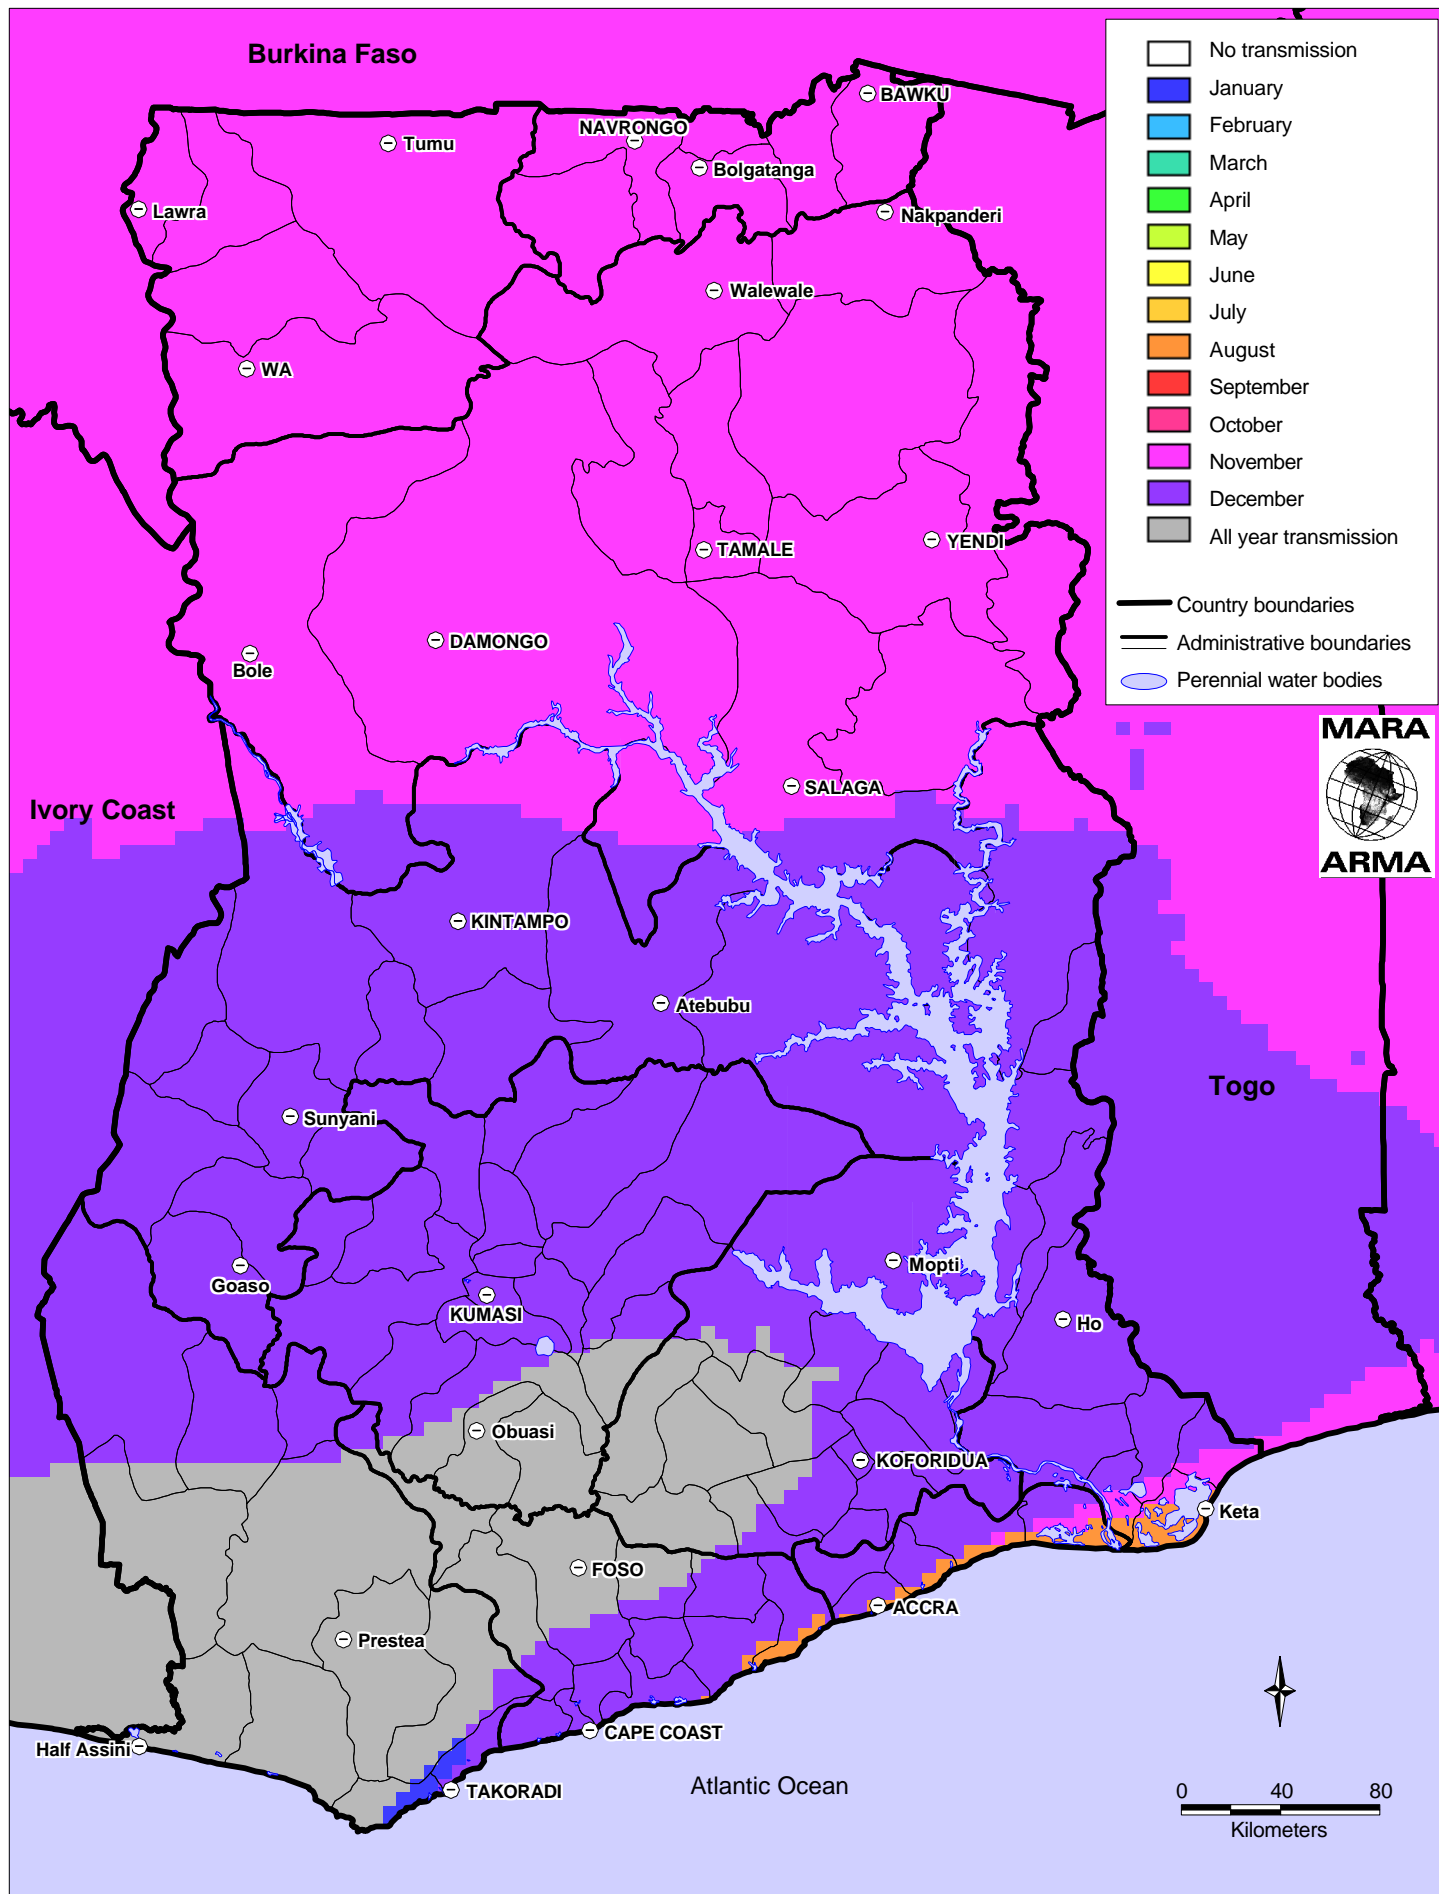 Burkina Faso
BAWKU
NAVRONGO
Tumu
Bolgatanga
Lawra
Nakpanderi
Walewale
WA
TAMALE
YENDI
DAMONGO
Bole
SALAGA
Ivory Coast
KINTAMPO
Atebubu
Togo
Sunyani
Mopti
Goaso
KUMASI
Ho
Obuasi
KOFORIDUA
Keta
FOSO
ACCRA
Prestea
CAPE COAST
Half Assini
TAKORADI
Atlantic Ocean
No transmission
January
February
March
April
May
June
July
August
September
October
November
December
All year transmission
Country boundaries
Administrative boundaries
Perennial water bodies
MARA
ARMA
0 40 80
Kilometers